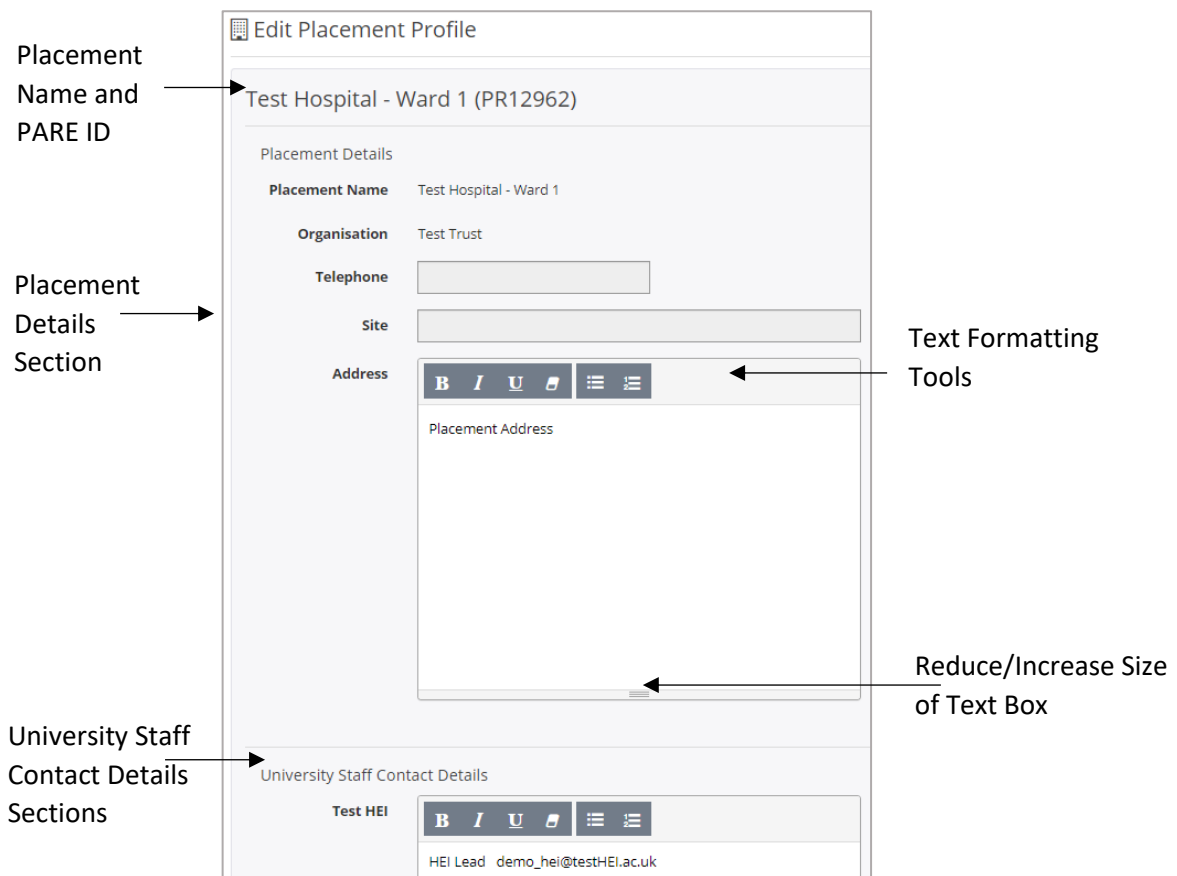 Edit Placement Profile
Placement
Name and
PARE ID
Test Hospital - Ward 1 (PR12962)
Placement Details
Placement Name Test Hospital - Ward 1
Organisation Test Trust
Telephone
Placement
Details
Section
Site
Text Formatting
Tools
Address
B I U
Placement Address
Reduce/Increase Size
of Text Box
University Staff
Contact Details
Sections
University Staff Contact Details
Test HEI
B I U
HEI Lead demo_hei@testHEI.ac.uk